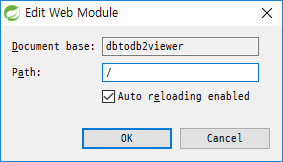 Edit Web Module
Document base: dbtodb2viewer
Path: /
Auto reloading enabled
OK Cancel